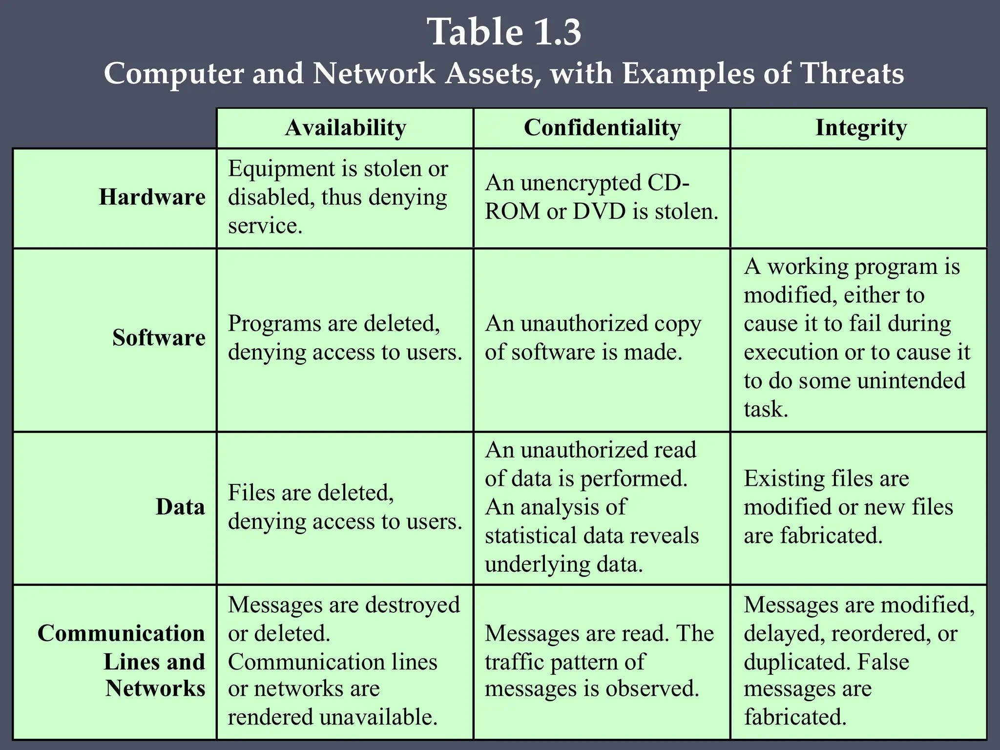 Table 1.3
Computer and Network Assets, with Examples of Threats
Availability
Confidentiality
Integrity
Hardware
Equipment is stolen or
disabled, thus denying
service.
An unencrypted CD-
ROM or DVD is stolen.
Software
Programs are deleted,
denying access to users.
An unauthorized copy
of software is made.
A working program is
modified, either to
cause it to fail during
execution or to cause it
to do some unintended
task.
Data
Files are deleted,
denying access to users.
An unauthorized read
of data is performed.
An analysis of
statistical data reveals
underlying data.
Existing files are
modified or new files
are fabricated.
Communication
Lines and
Networks
Messages are destroyed
or deleted.
Communication lines
or networks are
rendered unavailable.
Messages are read. The
traffic pattern of
messages is observed.
Messages are modified,
delayed, reordered, or
duplicated. False
messages are
fabricated.